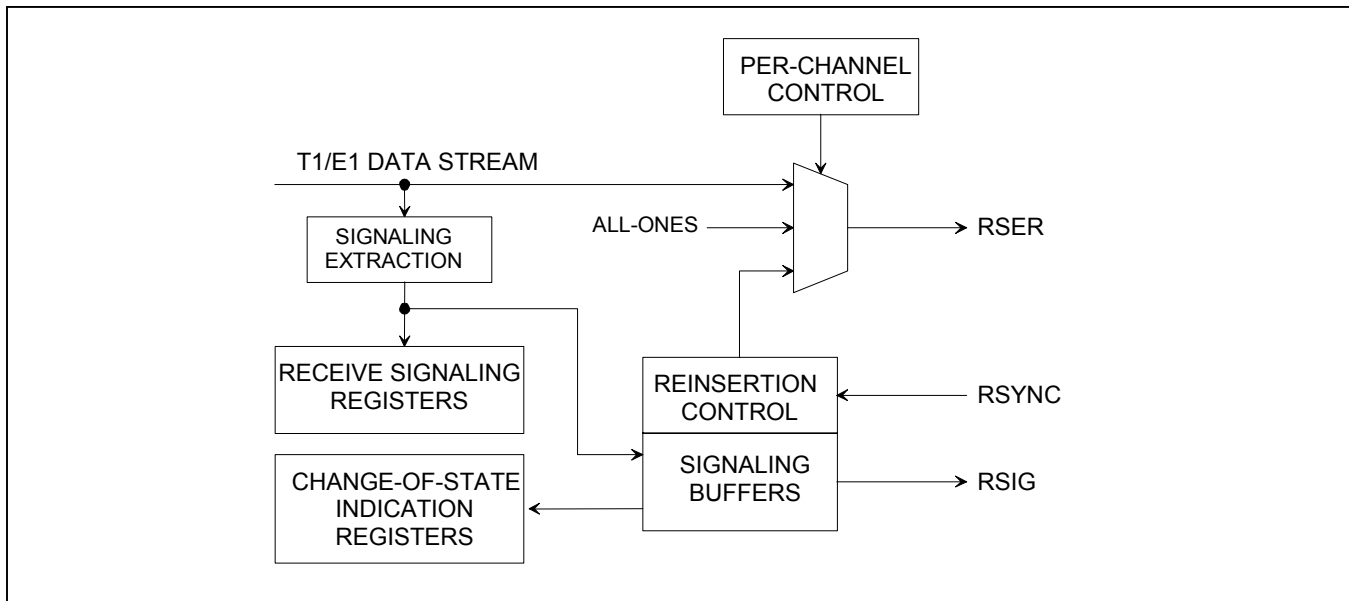 PER-CHANNEL
CONTROL
T1/E1 DATA STREAM
ALL-ONES
RSER
SIGNALING
EXTRACTION
RECEIVE SIGNALING
REGISTERS
REINSERTION
CONTROL
RSYNC
CHANGE-OF-STATE
INDICATION
REGISTERS
SIGNALING
BUFFERS
RSIG